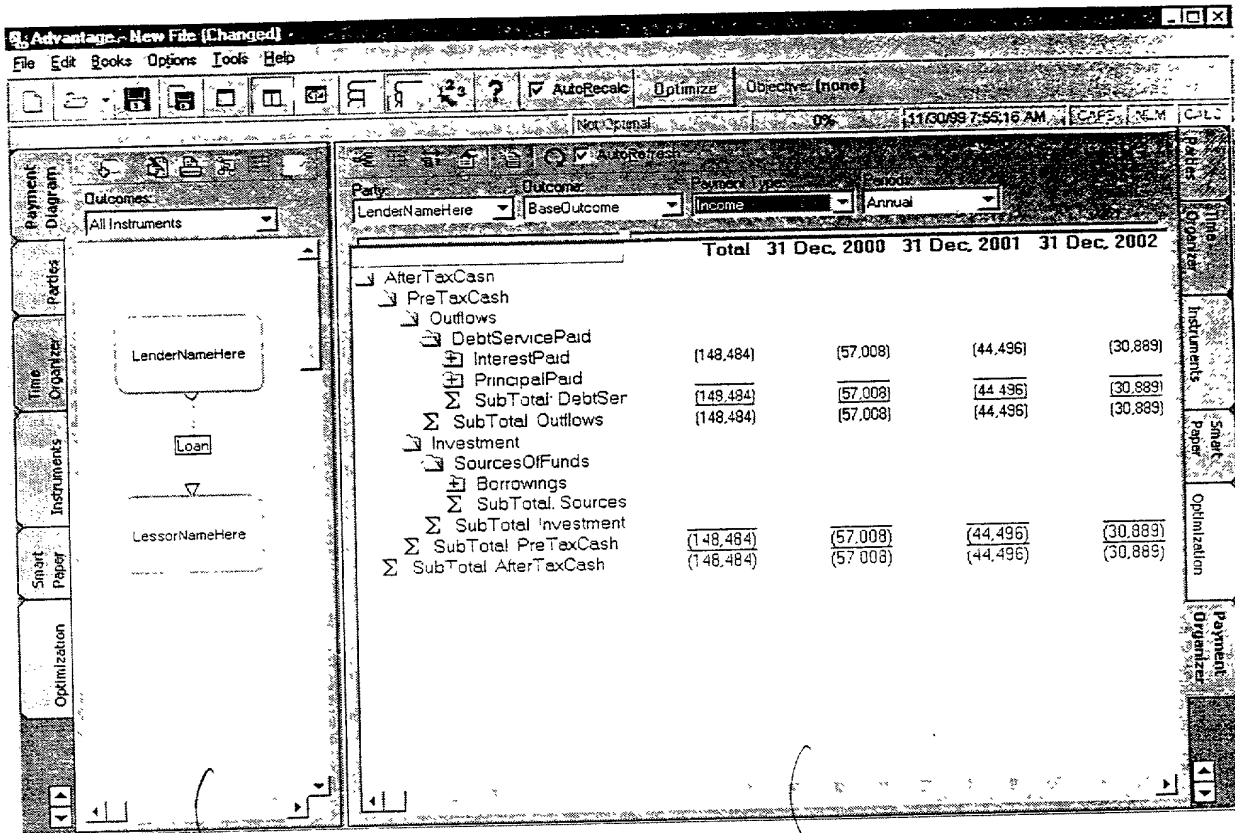 Advantage - New File (Changed)
File Edit Books Options Tools Help
AutoRecalc Optimize Objective: (none)
Not Optimal 0% 11/30/99 7:55:16 AM CAPS NUM CALC
Payment Diagram
Parties
Time Organizer
Instruments
Smart Paper
Optimization
Outcomes:
All Instruments
LenderNameHere
Loan
LessorNameHere
AutoRefresh
Party: Outcome: Payment Type: Periods:
LenderNameHere BaseOutcome Income Annual
Total 31 Dec, 2000 31 Dec, 2001 31 Dec, 2002
AfterTaxCash
PreTaxCash
Outflows
DebtServicePaid
InterestPaid (148,484) (57,008) (44,496) (30,889)
PrincipalPaid
Σ SubTotal: DebtSer (148,484) (57,008) (44,496) (30,889)
Σ SubTotal Outflows (148,484) (57,008) (44,496) (30,889)
Investment
SourcesOfFunds
Borrowings
Σ SubTotal. Sources
Σ SubTotal Investment
Σ SubTotal PreTaxCash (148,484) (57,008) (44,496) (30,889)
Σ SubTotal AfterTaxCash (148,484) (57,008) (44,496) (30,889)
Parties
Time Organizer
Instruments
Smart Paper
Optimization
Payment Organizer